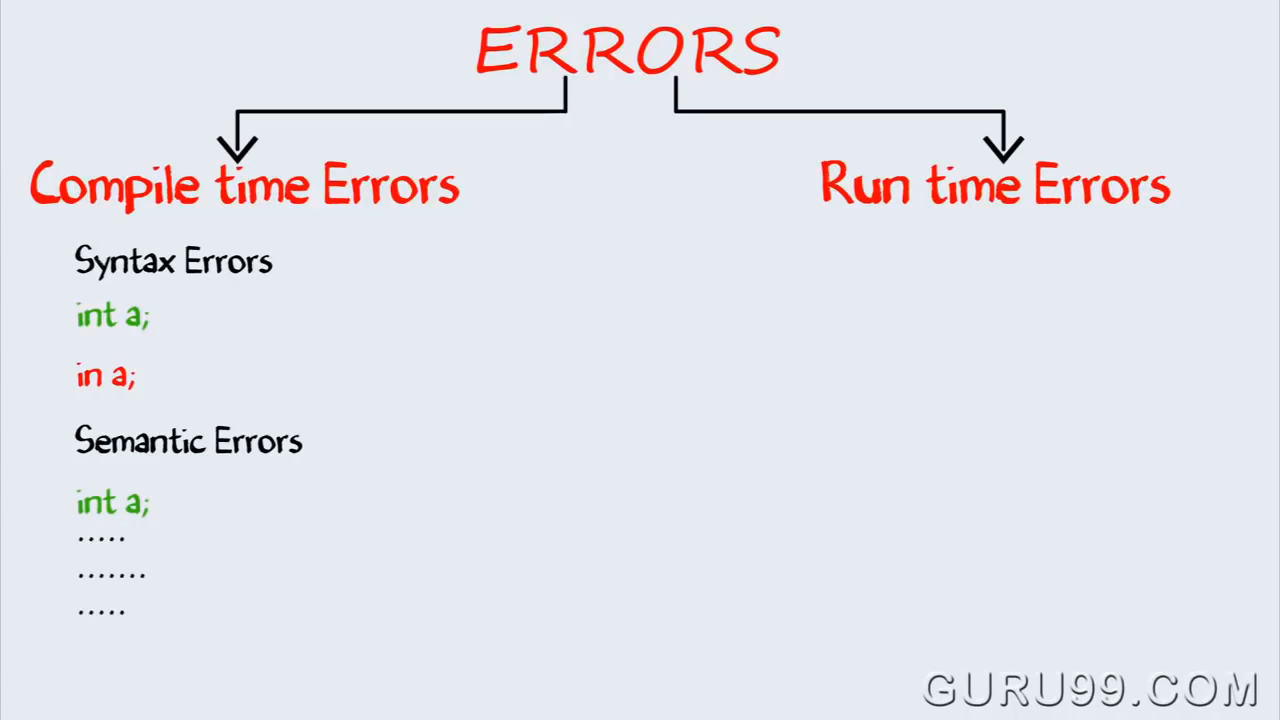 ERRORS
Compile time Errors
Run time Errors
Syntax Errors
int a;
in a;
Semantic Errors
int a;
.....
.......
.....
GURU99.COM